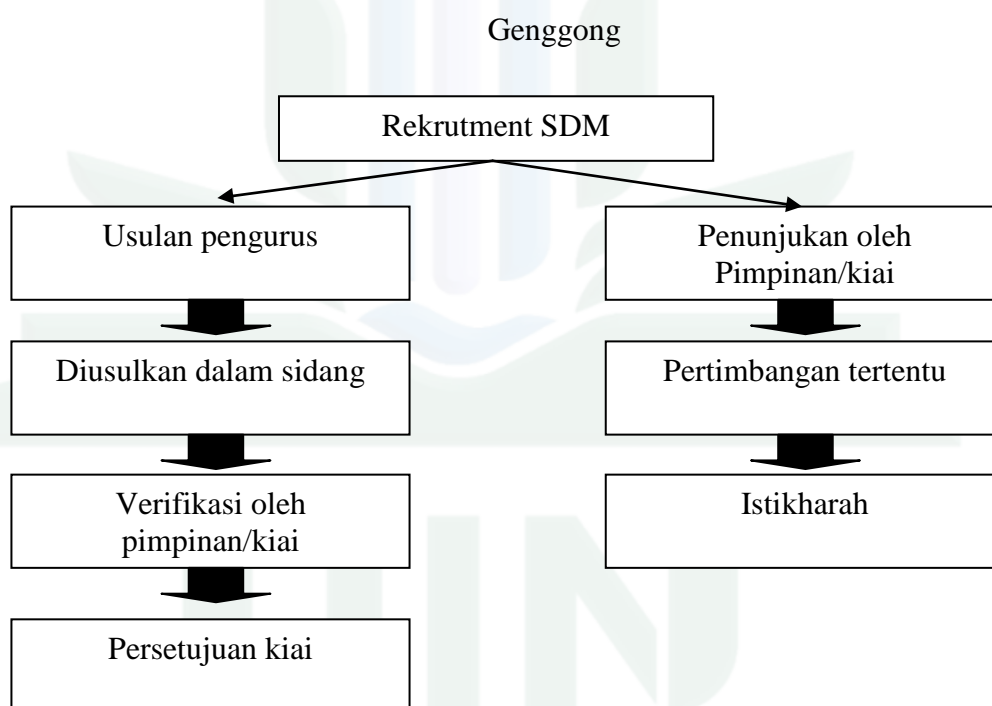 Genggong
Rekrutment SDM
Usulan pengurus
Diusulkan dalam sidang
Verifikasi oleh
pimpinan/kiai
Persetujuan kiai
Penunjukan oleh
Pimpinan/kiai
Pertimbangan tertentu
Istikharah
UIN